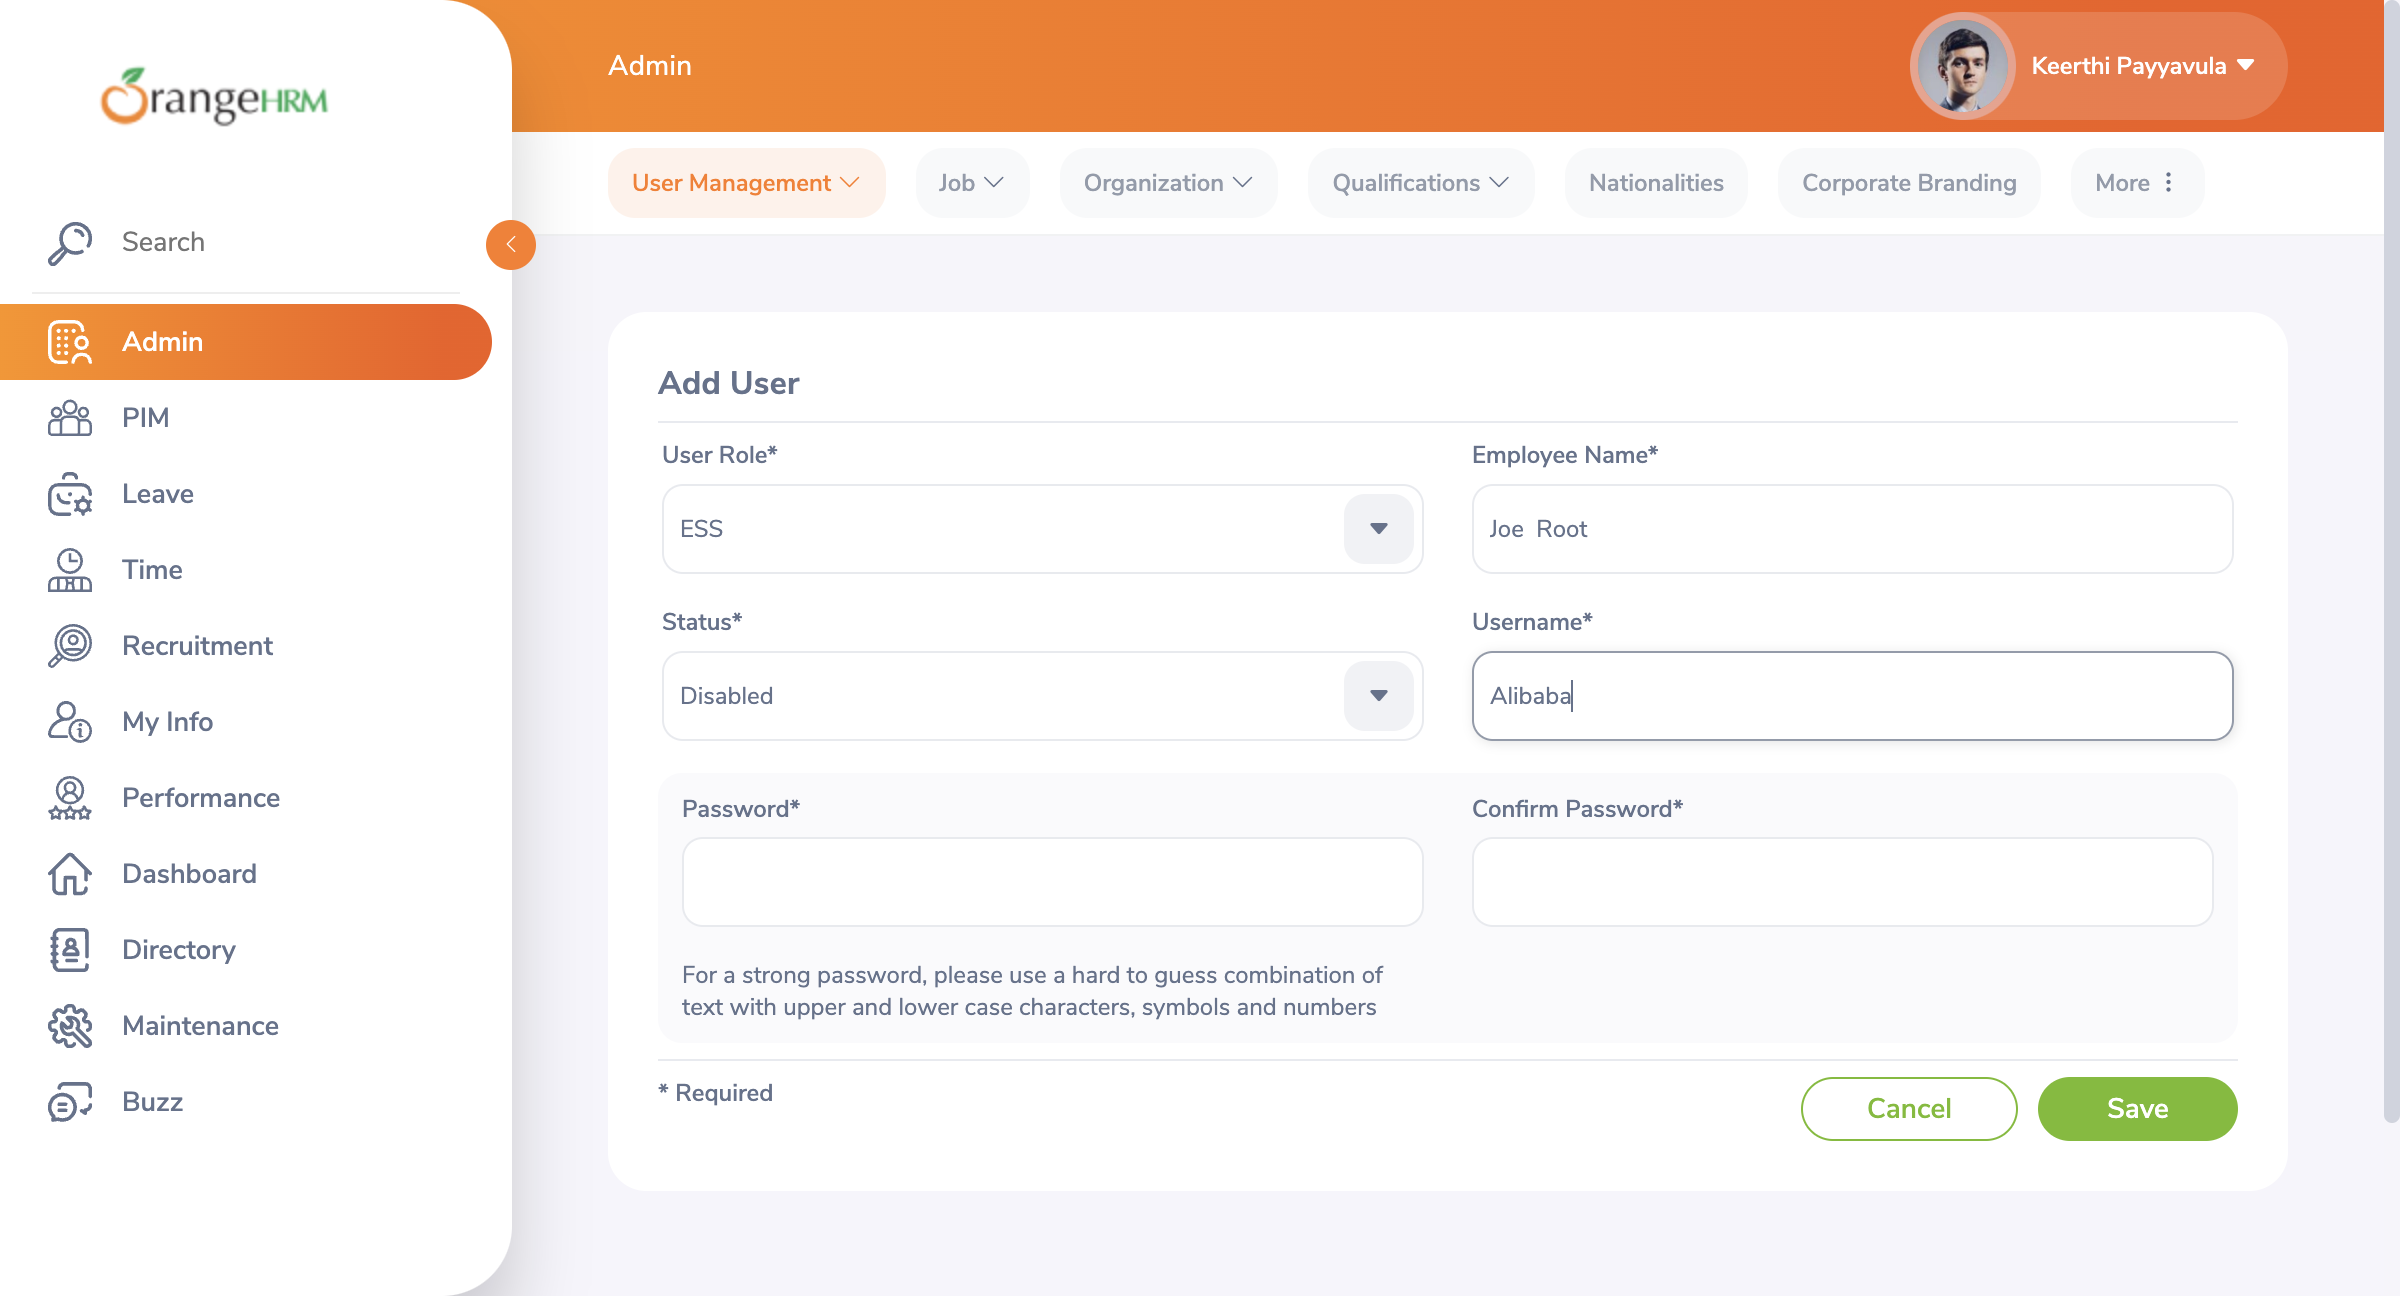 OrangeHRM
Search
Admin
PIM
Leave
Time
Recruitment
My Info
Performance
Dashboard
Directory
Maintenance
Buzz
Admin
Keerthi Payyavula
User Management
Job
Organization
Qualifications
Nationalities
Corporate Branding
More
Add User
User Role*
ESS
Employee Name*
Joe  Root
Status*
Disabled
Username*
Alibaba
Password*
Confirm Password*
For a strong password, please use a hard to guess combination of
text with upper and lower case characters, symbols and numbers
* Required
Cancel
Save